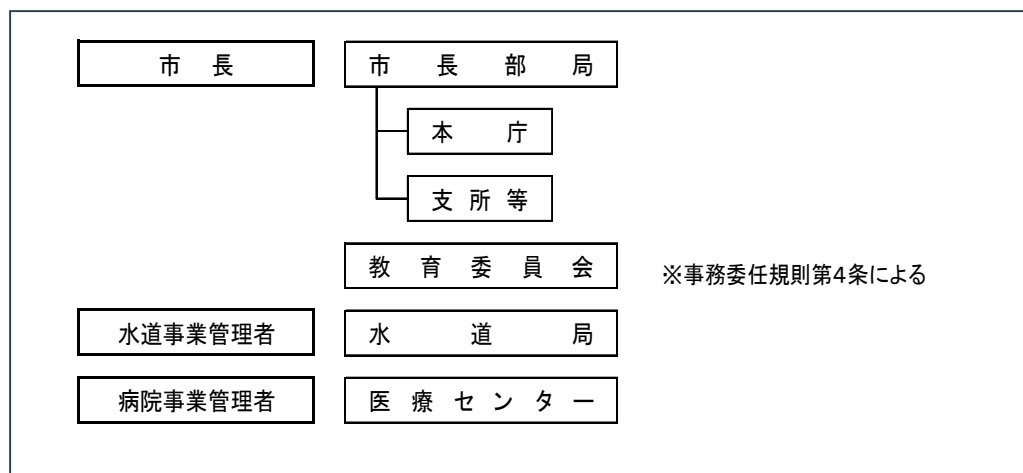 市長 市長部局
本庁
支所等
教育委員会 ※事務委任規則第4条による
水道事業管理者 水道局
病院事業管理者 医療センター